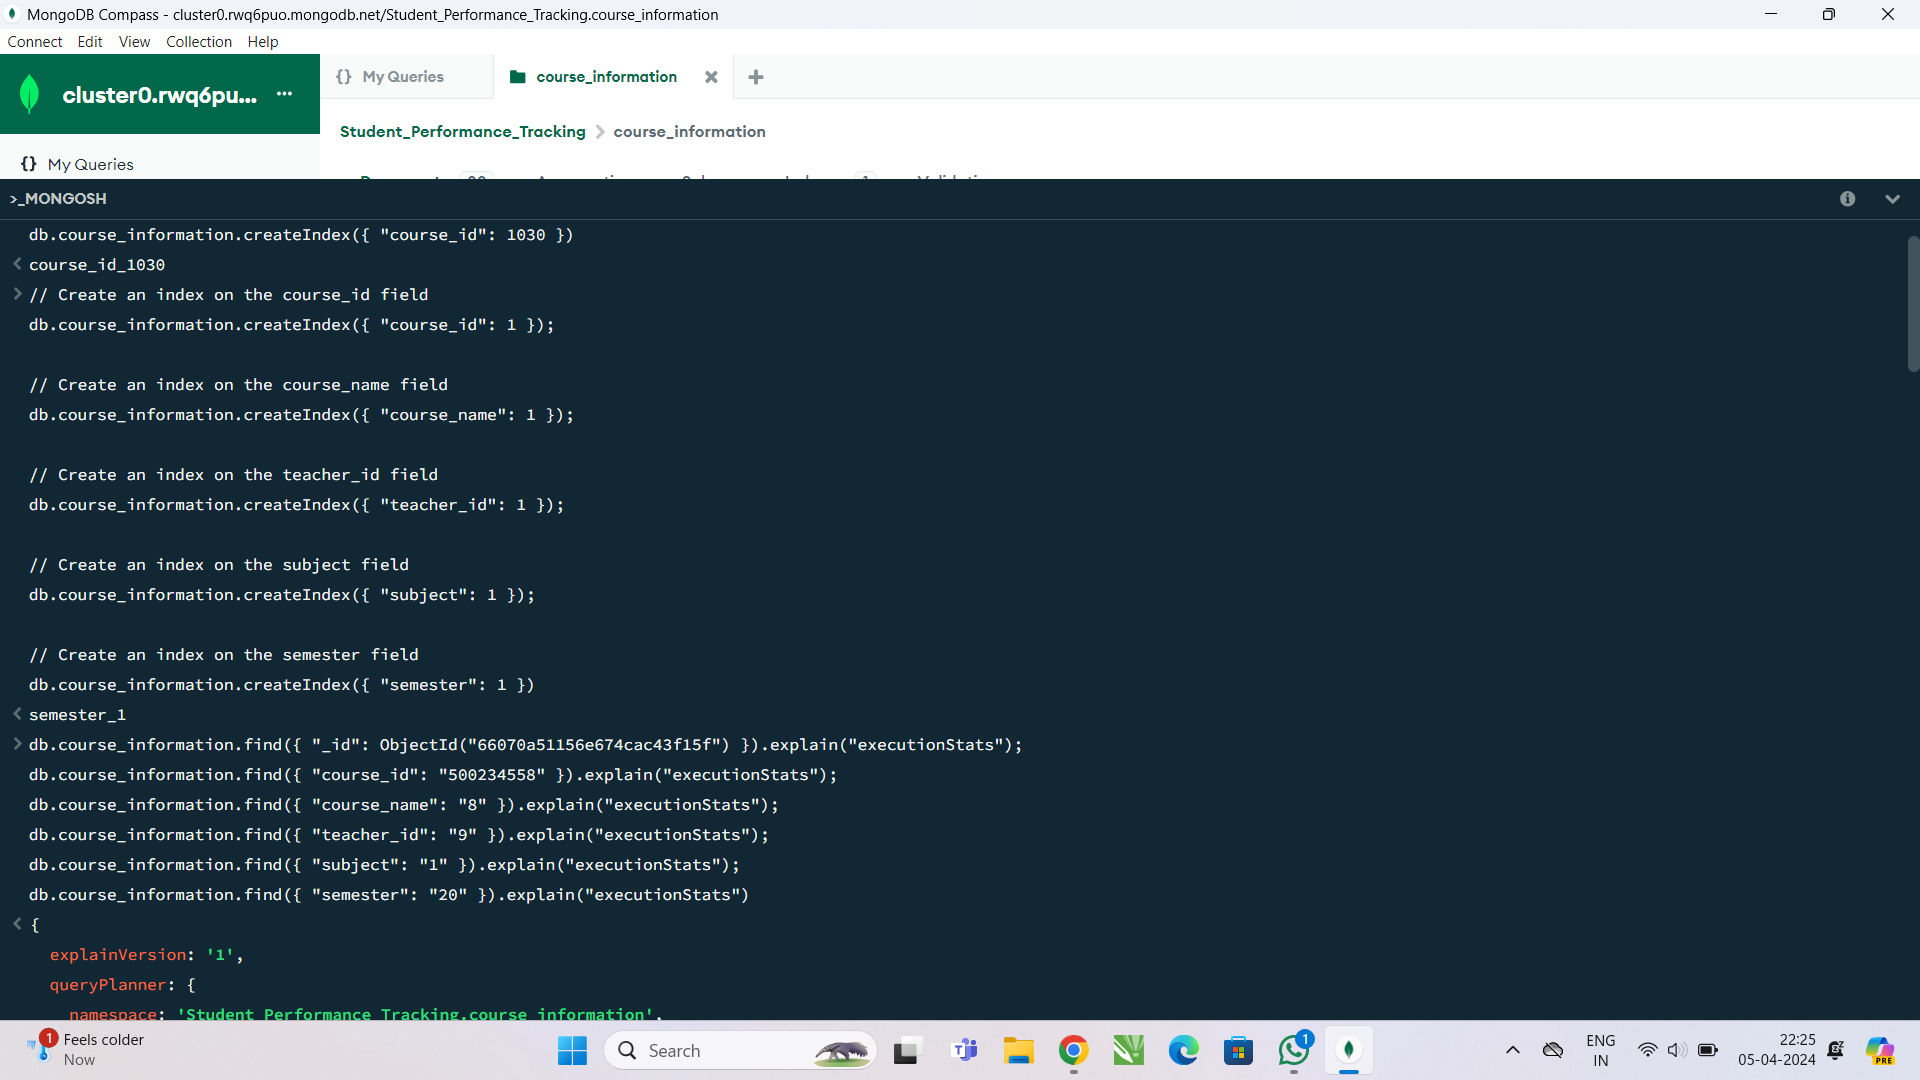 MongoDB Compass - cluster0.rwq6puo.mongodb.net/Student_Performance_Tracking.course_information
Connect Edit View Collection Help
cluster0.rwq6pu... ...
{} My Queries
course_information
Student_Performance_Tracking > course_information
{} My Queries
>_MONGOSH
db.course_information.createIndex({ "course_id": 1030 })
< course_id_1030
> // Create an index on the course_id field
db.course_information.createIndex({ "course_id": 1 });
// Create an index on the course_name field
db.course_information.createIndex({ "course_name": 1 });
// Create an index on the teacher_id field
db.course_information.createIndex({ "teacher_id": 1 });
// Create an index on the subject field
db.course_information.createIndex({ "subject": 1 });
// Create an index on the semester field
db.course_information.createIndex({ "semester": 1 })
< semester_1
> db.course_information.find({ "_id": ObjectId("66070a51156e674cac43f15f") }).explain("executionStats");
db.course_information.find({ "course_id": "500234558" }).explain("executionStats");
db.course_information.find({ "course_name": "8" }).explain("executionStats");
db.course_information.find({ "teacher_id": "9" }).explain("executionStats");
db.course_information.find({ "subject": "1" }).explain("executionStats");
db.course_information.find({ "semester": "20" }).explain("executionStats")
< {
explainVersion: '1',
queryPlanner: {
namespace: 'Student_Performance_Tracking.course_information',
1
Feels colder
Now
Search
1
ENG
IN
22:25
05-04-2024
PRE